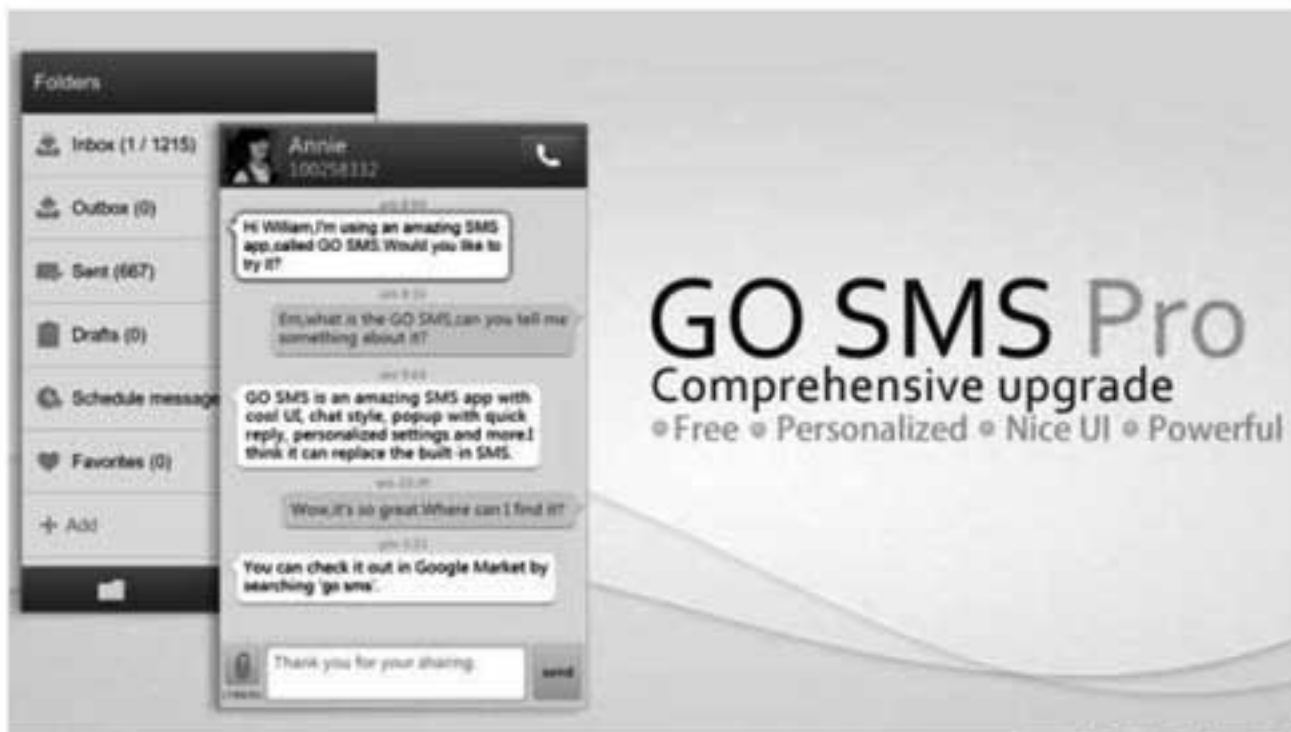 Folders
Inbox (1 / 1215)
Outbox (0)
Sent (667)
Drafts (0)
Schedule message
Favorites (0)
+ Add
Annie
100258332
Hi William,I'm using an amazing SMS
app,called GO SMS.Would you like to
try it?
Em,what is the GO SMS,can you tell me
something about it?
GO SMS is an amazing SMS app with
cool UI, chat style, popup with quick
reply, personalized settings and more.I
think it can replace the built-in SMS.
Wow,it's so great.Where can I find it?
You can check it out in Google Market by
searching 'go sms'.
Thank you for your sharing.
send
GO SMS Pro
Comprehensive upgrade
Free Personalized Nice UI Powerful